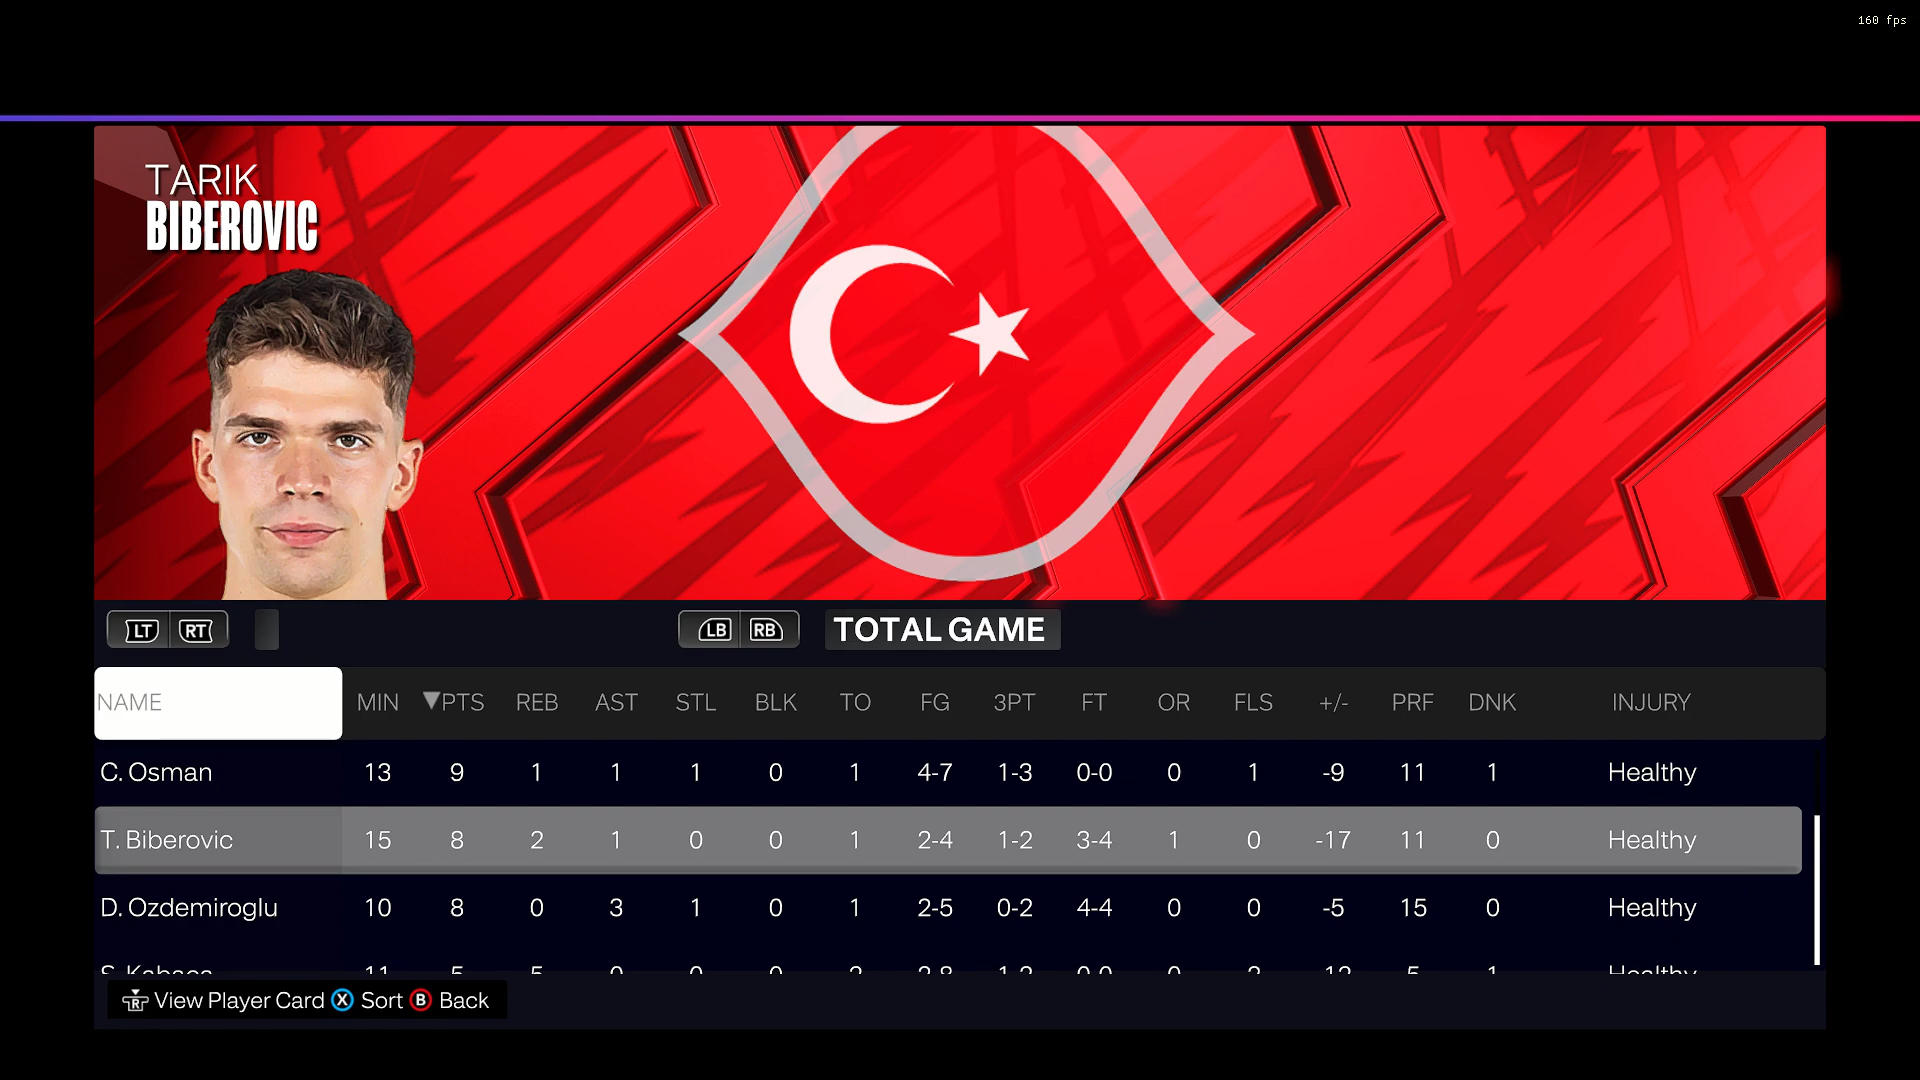 160 fps
TARIK
BIBEROVIC
LT RT LB RB TOTAL GAME
NAME MIN ▼PTS REB AST STL BLK TO FG 3PT FT OR FLS +/- PRF DNK INJURY
C. Osman 13 9 1 1 1 0 1 4-7 1-3 0-0 0 1 -9 11 1 Healthy
T. Biberovic 15 8 2 1 0 0 1 2-4 1-2 3-4 1 0 -17 11 0 Healthy
D. Ozdemiroglu 10 8 0 3 1 0 1 2-5 0-2 4-4 0 0 -5 15 0 Healthy
R View Player Card X Sort B Back